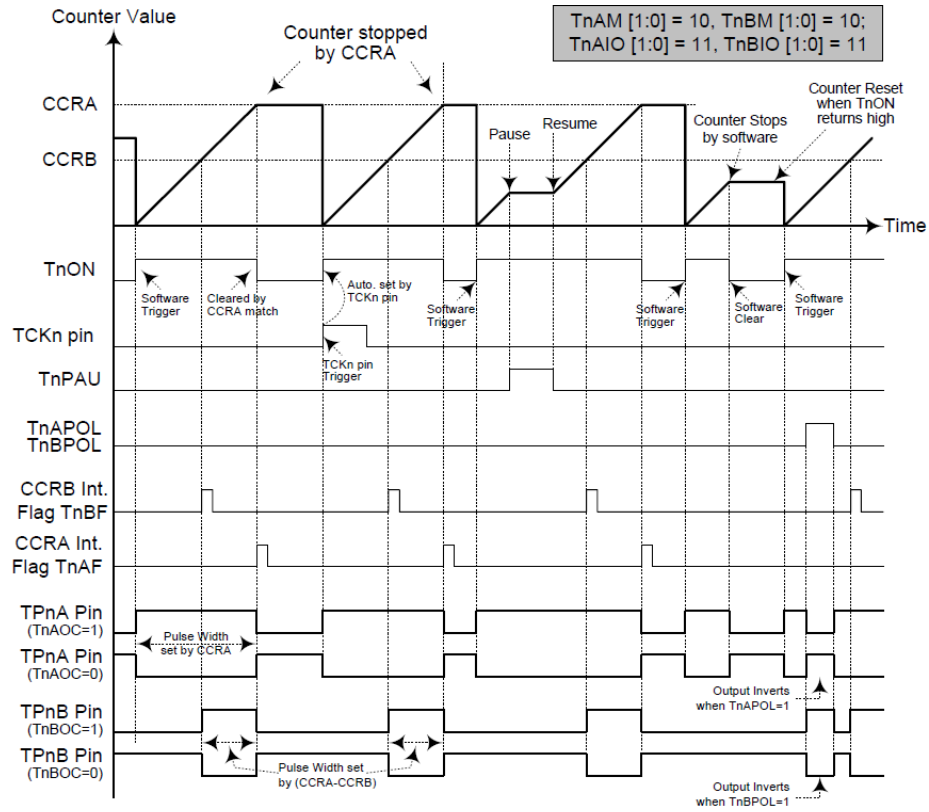 Counter Value
TnAM [1:0] = 10, TnBM [1:0] = 10;
TnAIO [1:0] = 11, TnBIO [1:0] = 11
Counter stopped
by CCRA
Counter Reset
when TnON
returns high
CCRA
Counter Stops
by software
Pause
Resume
CCRB
Time
TnON
Software
Trigger
Cleared by
CCRA match
Auto. set by
TCKn pin
Software
Trigger
Software
Trigger
Software
Clear
Software
Trigger
TCKn pin
TCKn pin
Trigger
TnPAU
TnAPOL
TnBPOL
CCRB Int.
Flag TnBF
CCRA Int.
Flag TnAF
TPnA Pin
(TnAOC=1)
Pulse Width
set by CCRA
TPnA Pin
(TnAOC=0)
Output Inverts
when TnAPOL=1
TPnB Pin
(TnBOC=1)
TPnB Pin
(TnBOC=0)
Pulse Width set
by (CCRA-CCRB)
Output Inverts
when TnBPOL=1